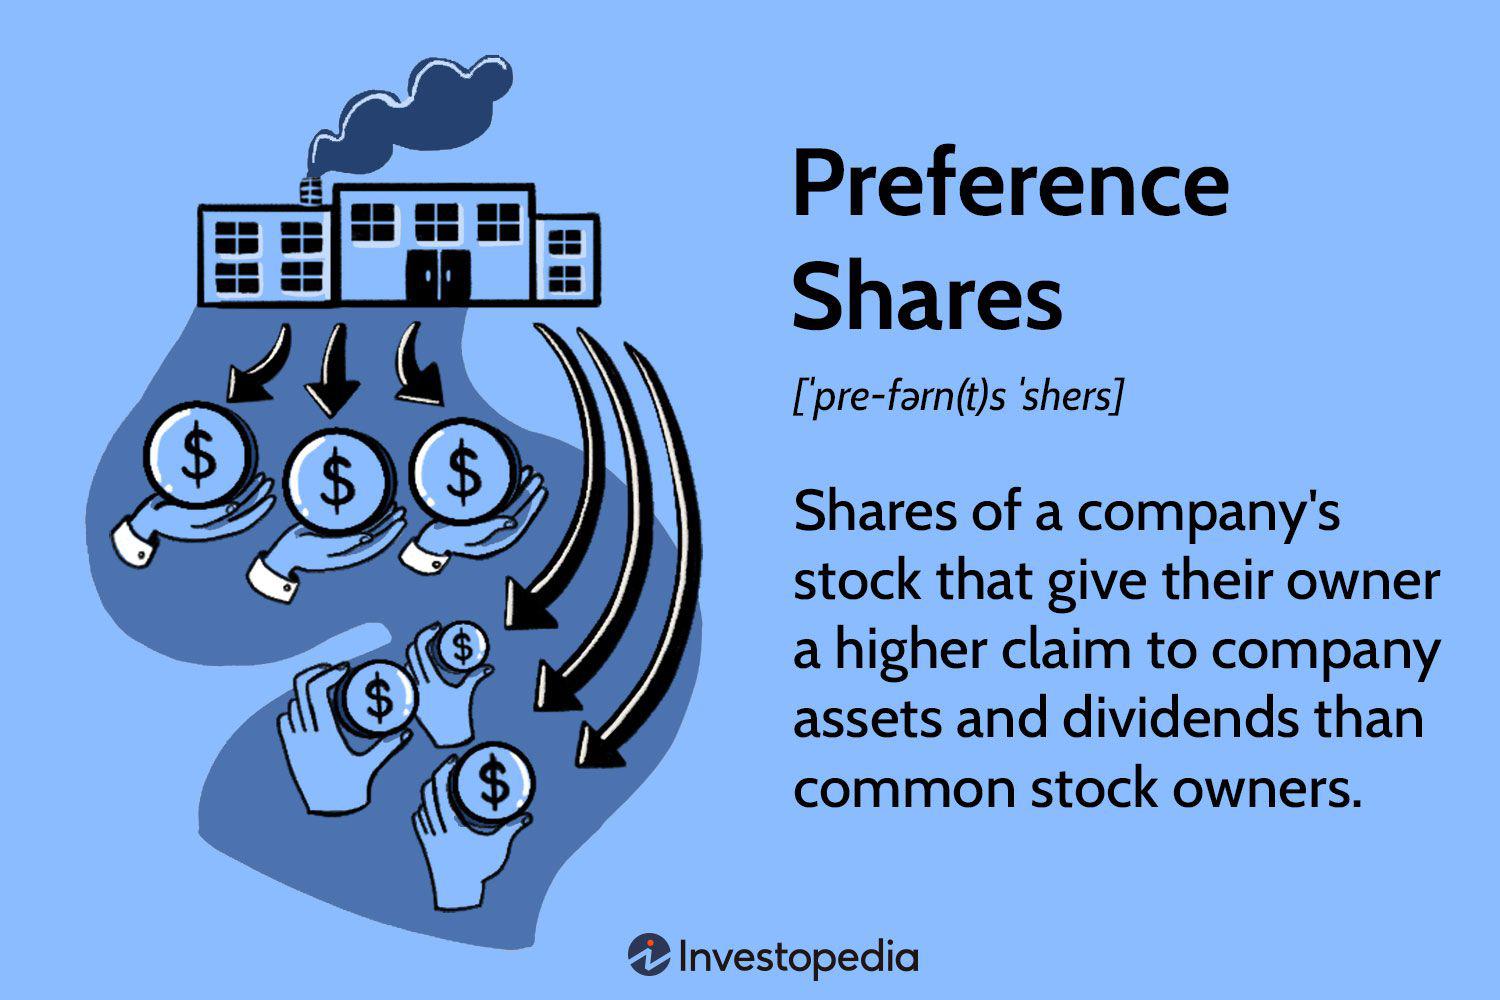 Preference
Shares
[ˈpre-fərn(t)s ˈshers]
Shares of a company's
stock that give their owner
a higher claim to company
assets and dividends than
common stock owners.
$ $ $
$
$
$
Investopedia